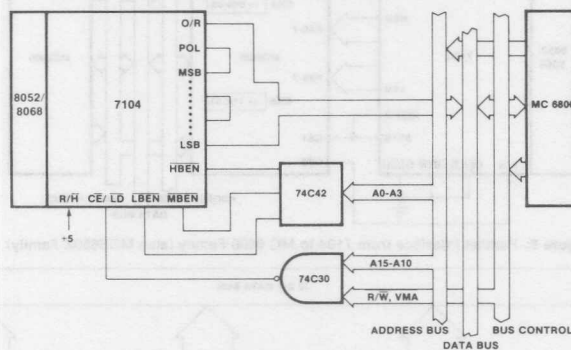 O/R
POL
MSB
8052/
8068
7104
MC 6800
LSB
HBEN
74C42
A0-A3
R/H CE/ LD LBEN MBEN
+5
A15-A10
74C30
R/W, VMA
ADDRESS BUS
BUS CONTROL
DATA BUS